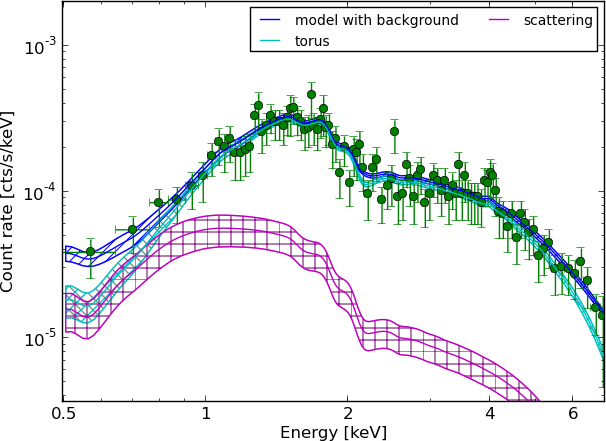 model with background
scattering
torus
10⁻³
10⁻⁴
10⁻⁵
Count rate [cts/s/keV]
0.5 1 2 4 6
Energy [keV]